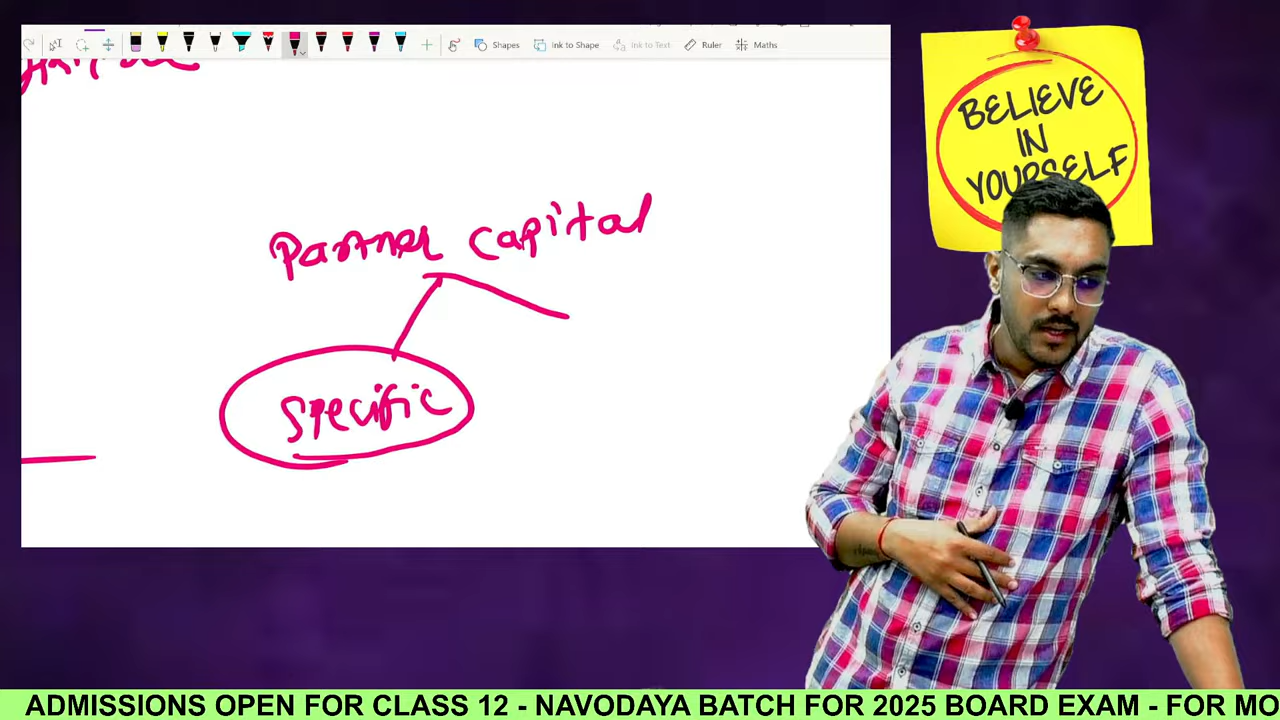 Shapes Ink to Shape Ink to Text Ruler Maths
Partner capital
Specific
BELIEVE
IN
YOURSELF
ADMISSIONS OPEN FOR CLASS 12 - NAVODAYA BATCH FOR 2025 BOARD EXAM - FOR MO